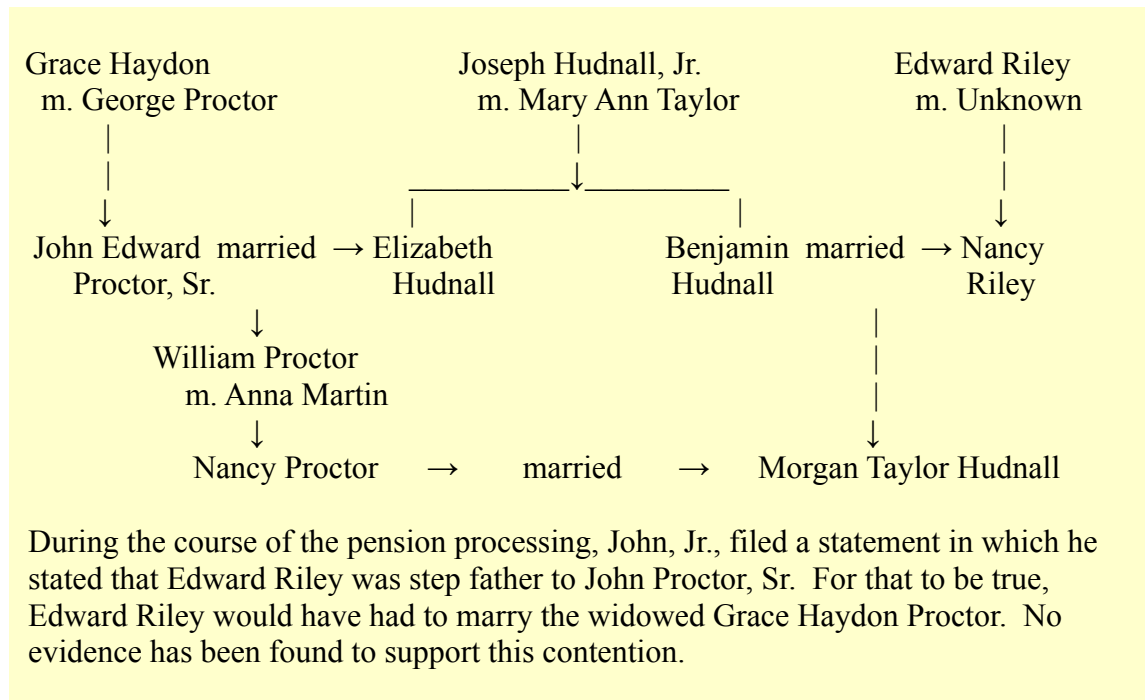 Grace Haydon Joseph Hudnall, Jr. Edward Riley
m. George Proctor m. Mary Ann Taylor m. Unknown
John Edward married → Elizabeth Benjamin married → Nancy
Proctor, Sr. Hudnall Hudnall Riley
William Proctor
m. Anna Martin
Nancy Proctor → married → Morgan Taylor Hudnall
During the course of the pension processing, John, Jr., filed a statement in which he
stated that Edward Riley was step father to John Proctor, Sr. For that to be true,
Edward Riley would have had to marry the widowed Grace Haydon Proctor. No
evidence has been found to support this contention.